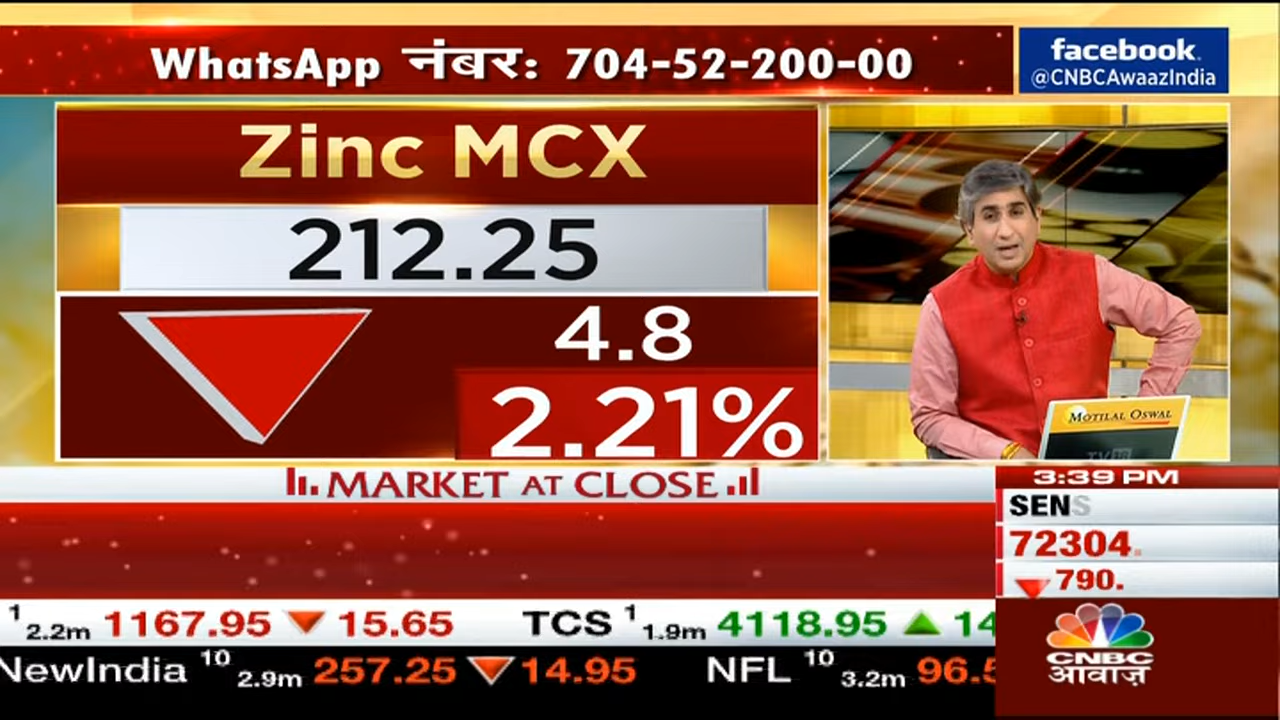 WhatsApp नंबर: 704-52-200-00
facebook.
@CNBCAwaazIndia
Zinc MCX
212.25
4.8
2.21%
MOTILAL OSWAL
MARKET AT CLOSE
3:39 PM
SENS
72304.
790.
1 2.2m 1167.95 15.65 TCS 1 1.9m 4118.95 14
NewIndia 10 2.9m 257.25 14.95 NFL 10 3.2m 96.5
CNBC
आवाज़